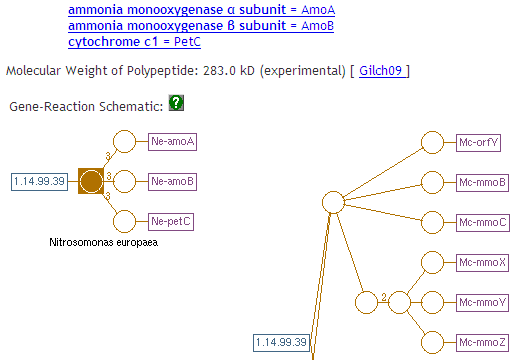 ammonia monooxygenase α subunit = AmoA
ammonia monooxygenase β subunit = AmoB
cytochrome c1 = PetC
Molecular Weight of Polypeptide: 283.0 kD (experimental) [ Gilch09 ]
Gene-Reaction Schematic: ?
Ne-amoA
3
1.14.99.39
3
Ne-amoB
3
Ne-petC
Nitrosomonas europaea
Mc-orfY
Mc-mmoB
Mc-mmoC
Mc-mmoX
2
Mc-mmoY
1.14.99.39
Mc-mmoZ